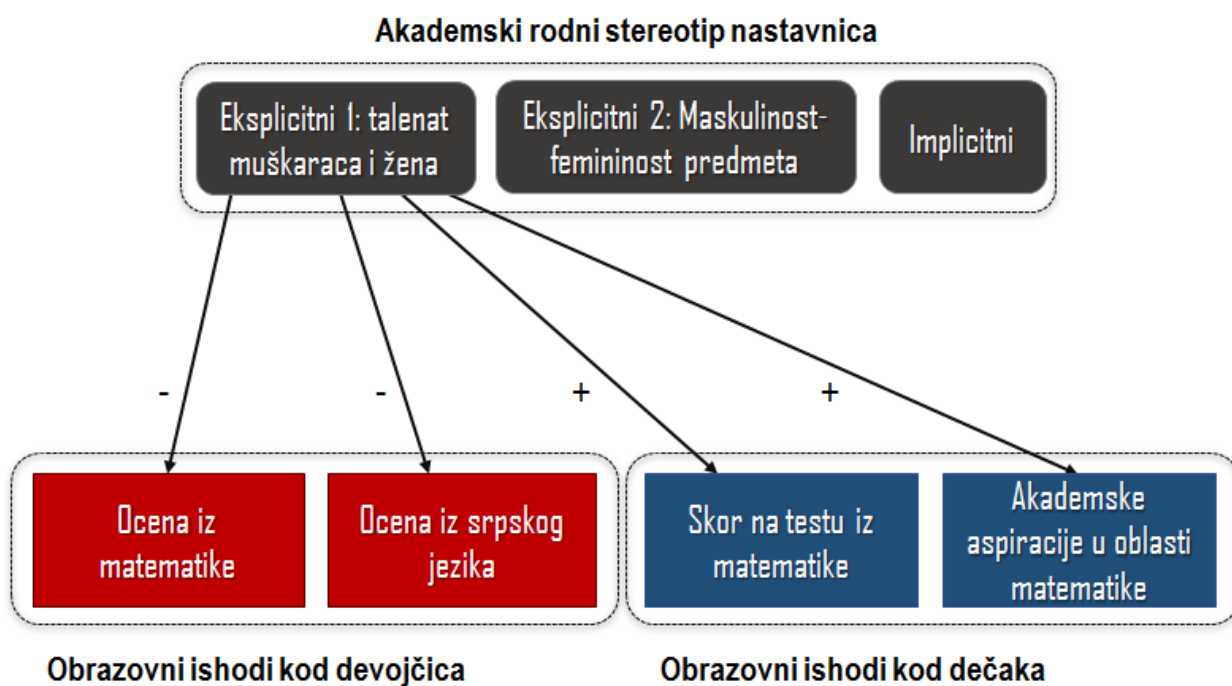 Akademski rodni stereotip nastavnica
Eksplicitni 1: talenat
muškaraca i žena
Eksplicitni 2: Maskulinost-
femininost predmeta
Implicitni
-
-
+
+
Ocena iz
matematike
Ocena iz srpskog
jezika
Skor na testu iz
matematike
Akademske
aspiracije u oblasti
matematike
Obrazovni ishodi kod devojčica
Obrazovni ishodi kod dečaka